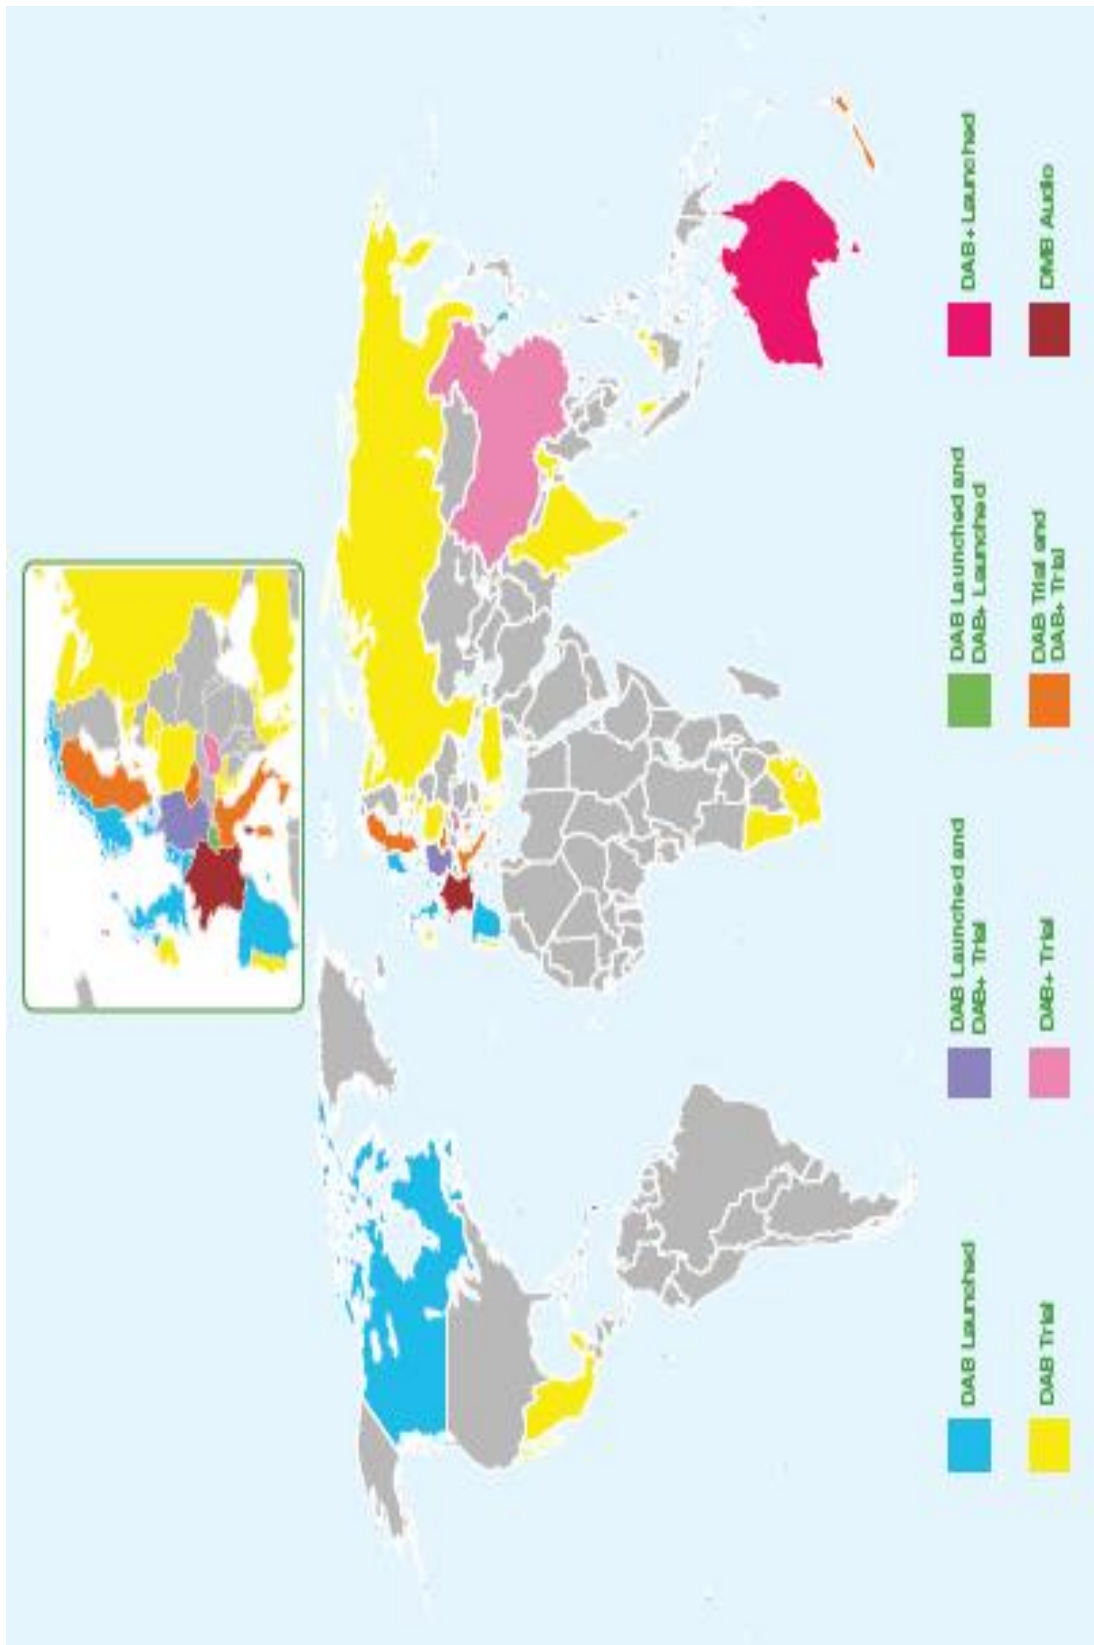 DAB Launched
DAB Launched and
DAB+ Trial
DAB Launched and
DAB+ Launched
DAB+ Launched
DAB Trial
DAB+ Trial
DAB Trial and
DAB+ Trial
DMB Audio